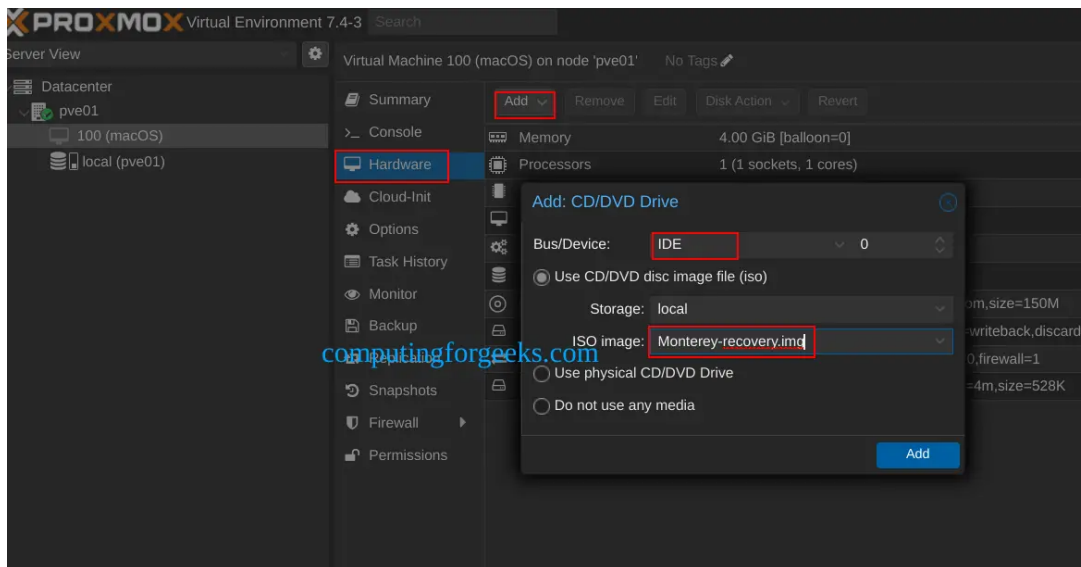 PROXMOX Virtual Environment 7.4-3 Search
Server View
Datacenter
pve01
100 (macOS)
local (pve01)
Virtual Machine 100 (macOS) on node 'pve01' No Tags
Summary
Console
Hardware
Cloud-Init
Options
Task History
Monitor
Backup
Replication
Snapshots
Firewall
Permissions
Add Remove Edit Disk Action Revert
Memory 4.00 GiB [balloon=0]
Processors 1 (1 sockets, 1 cores)
Add: CD/DVD Drive
Bus/Device: IDE 0
Use CD/DVD disc image file (iso)
Storage: local
ISO image: Monterey-recovery.img
Use physical CD/DVD Drive
Do not use any media
Add
om,size=150M
writeback,discard
0,firewall=1
=4m,size=528K
computingforgeeks.com